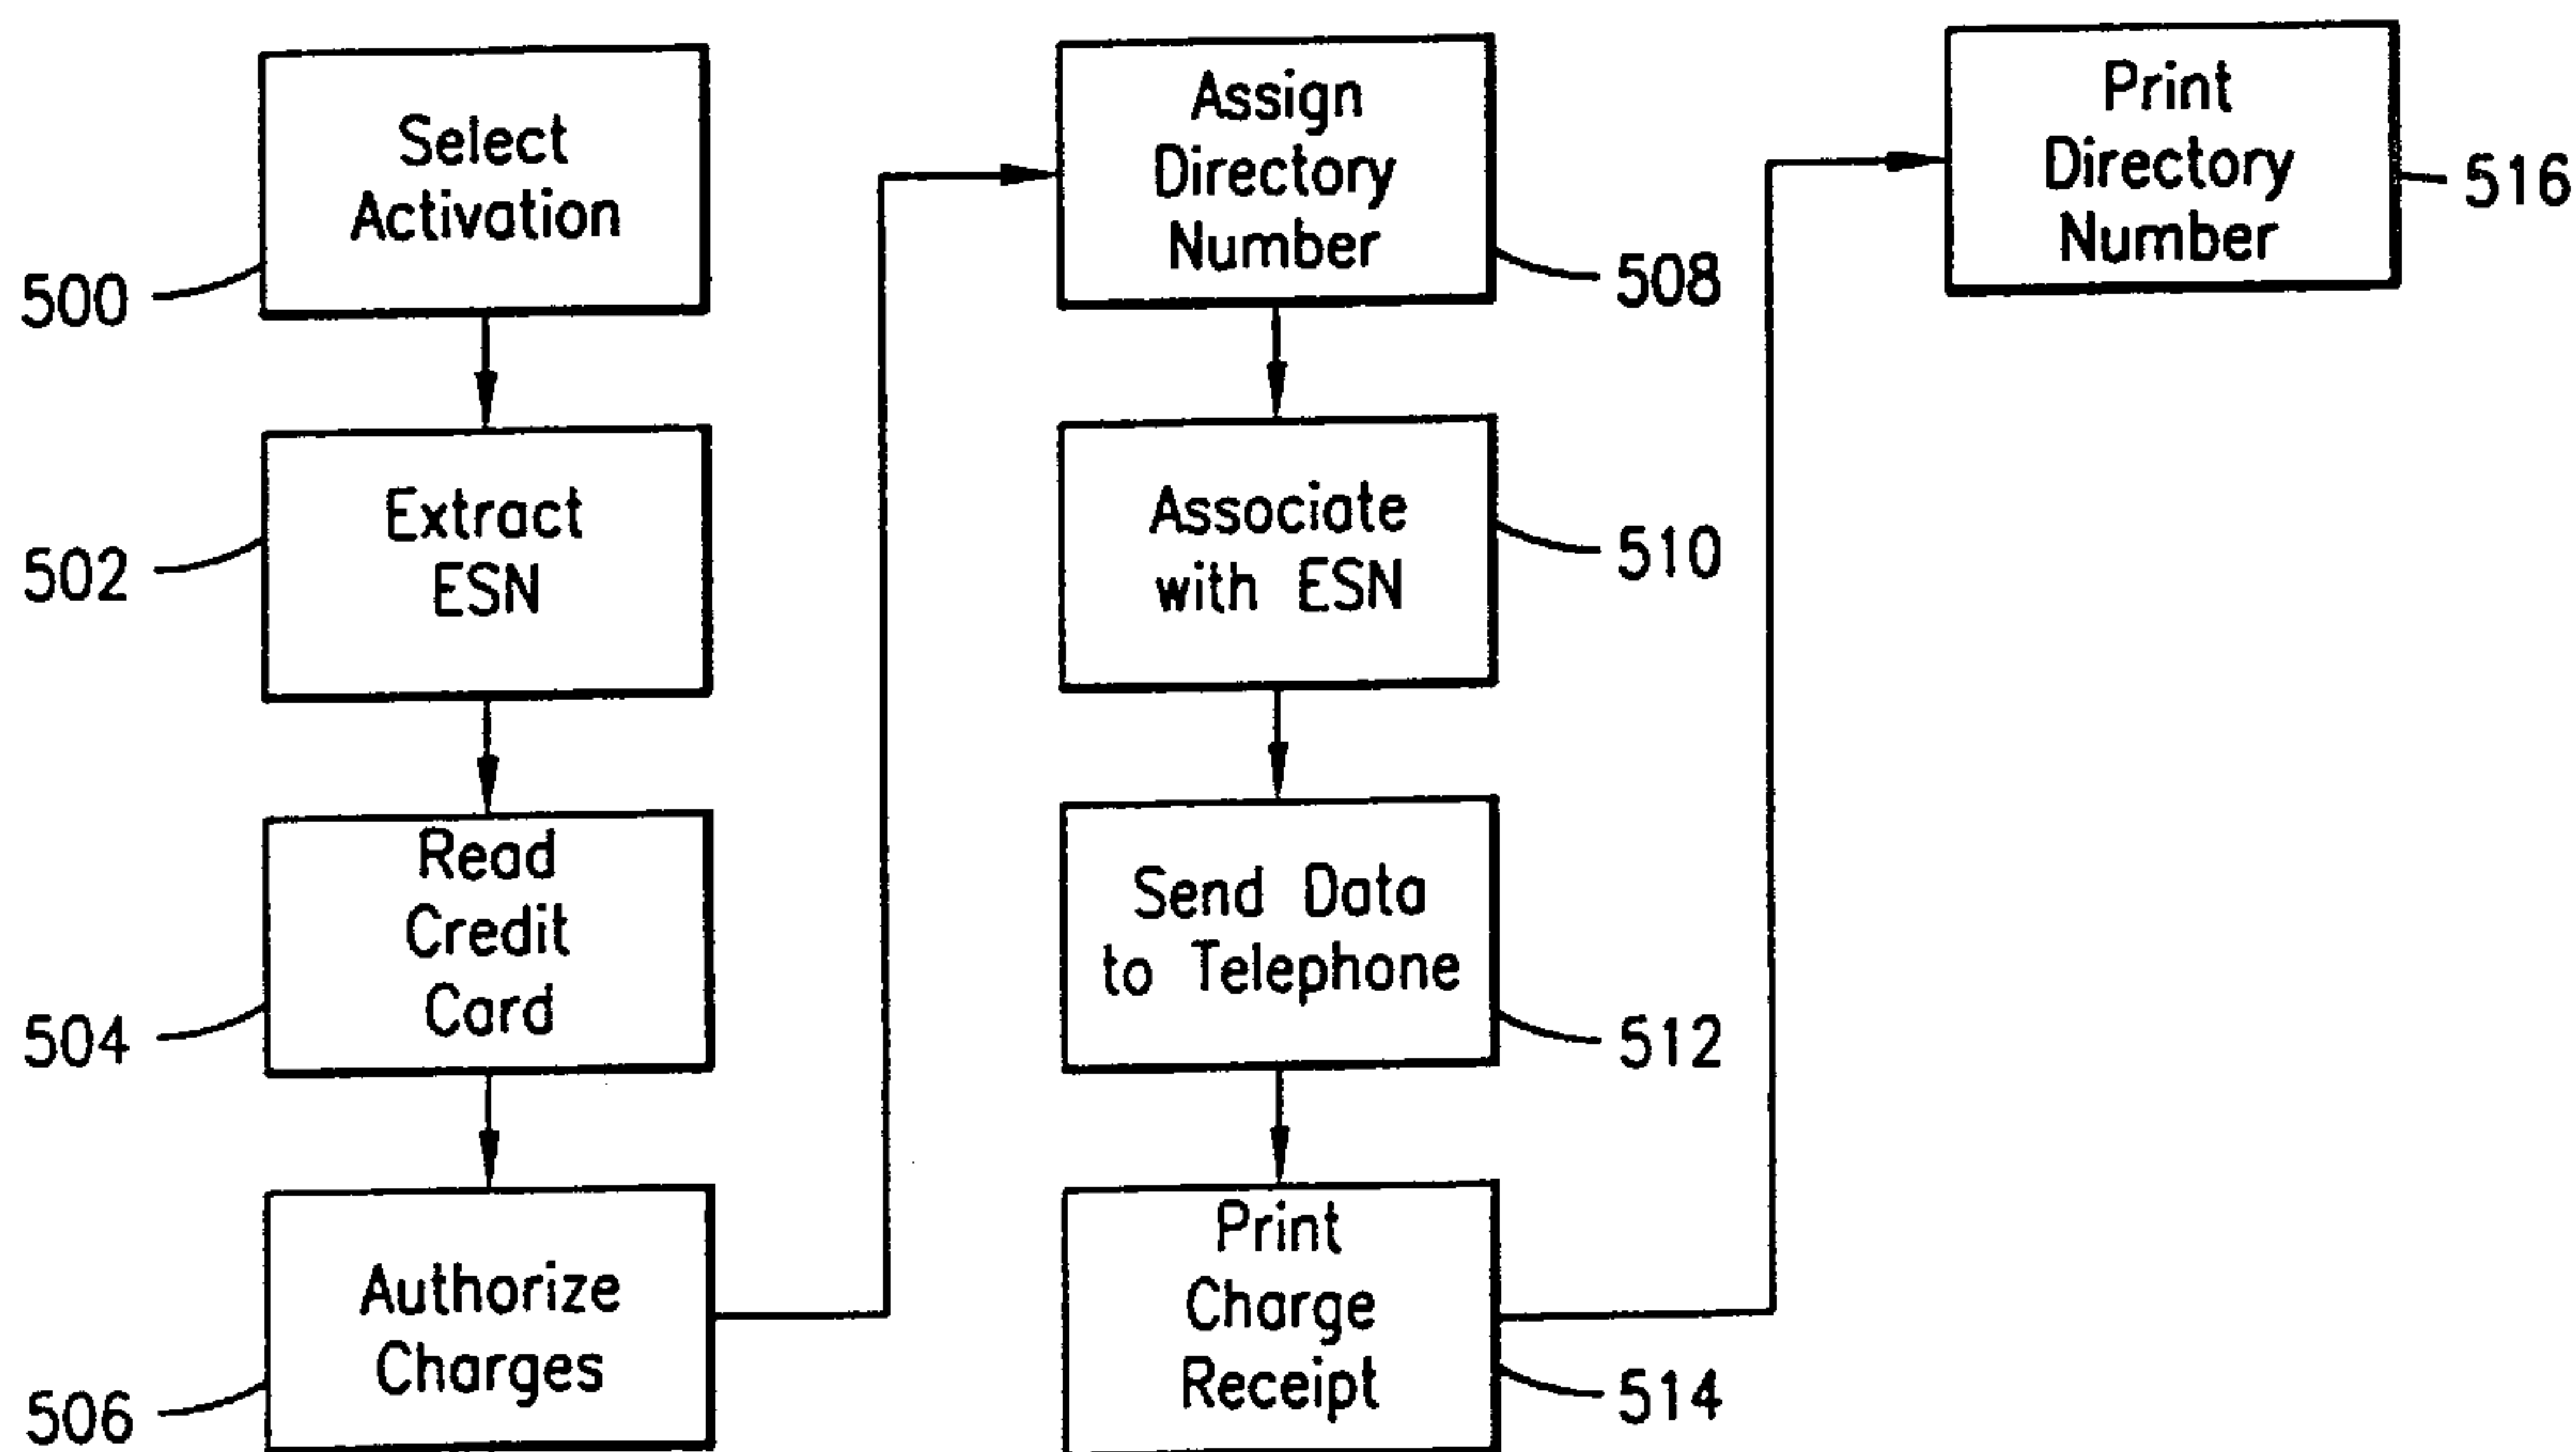 Select
Activation
500
Extract
ESN
502
Read
Credit
Card
504
Authorize
Charges
506
Assign
Directory
Number
508
Associate
with ESN
510
Send Data
to Telephone
512
Print
Charge
Receipt
514
Print
Directory
Number
516